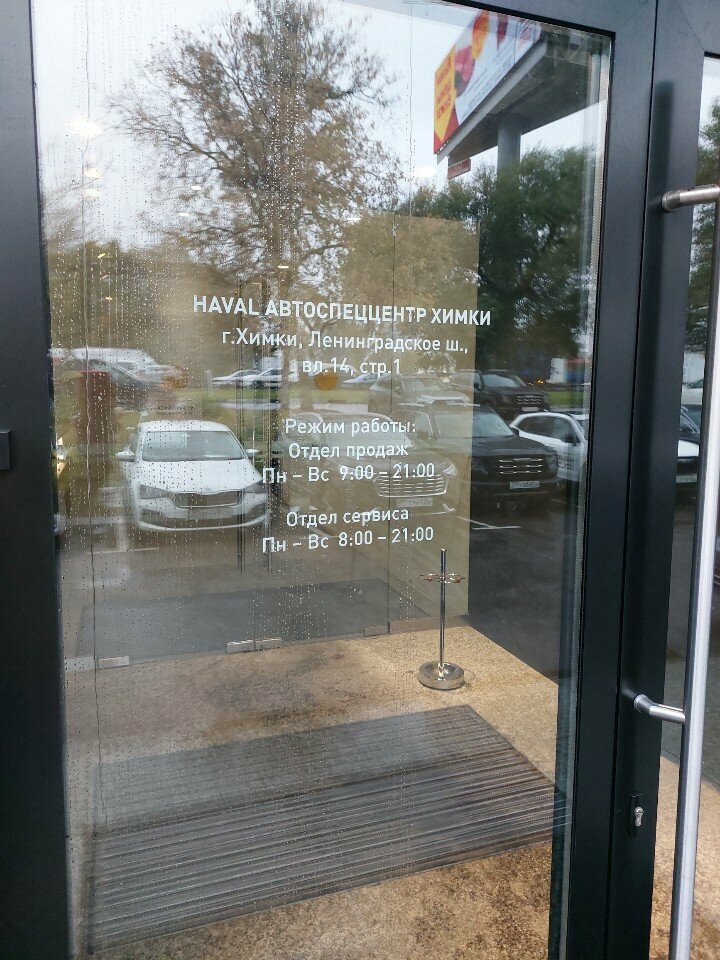 HAVAL АВТОСПЕЦЦЕНТР ХИМКИ
г.Химки, Ленинградское ш.,
вл.14, стр.1
Режим работы:
Отдел продаж
Пн – Вс 9:00 – 21:00
Отдел сервиса
Пн – Вс 8:00 – 21:00